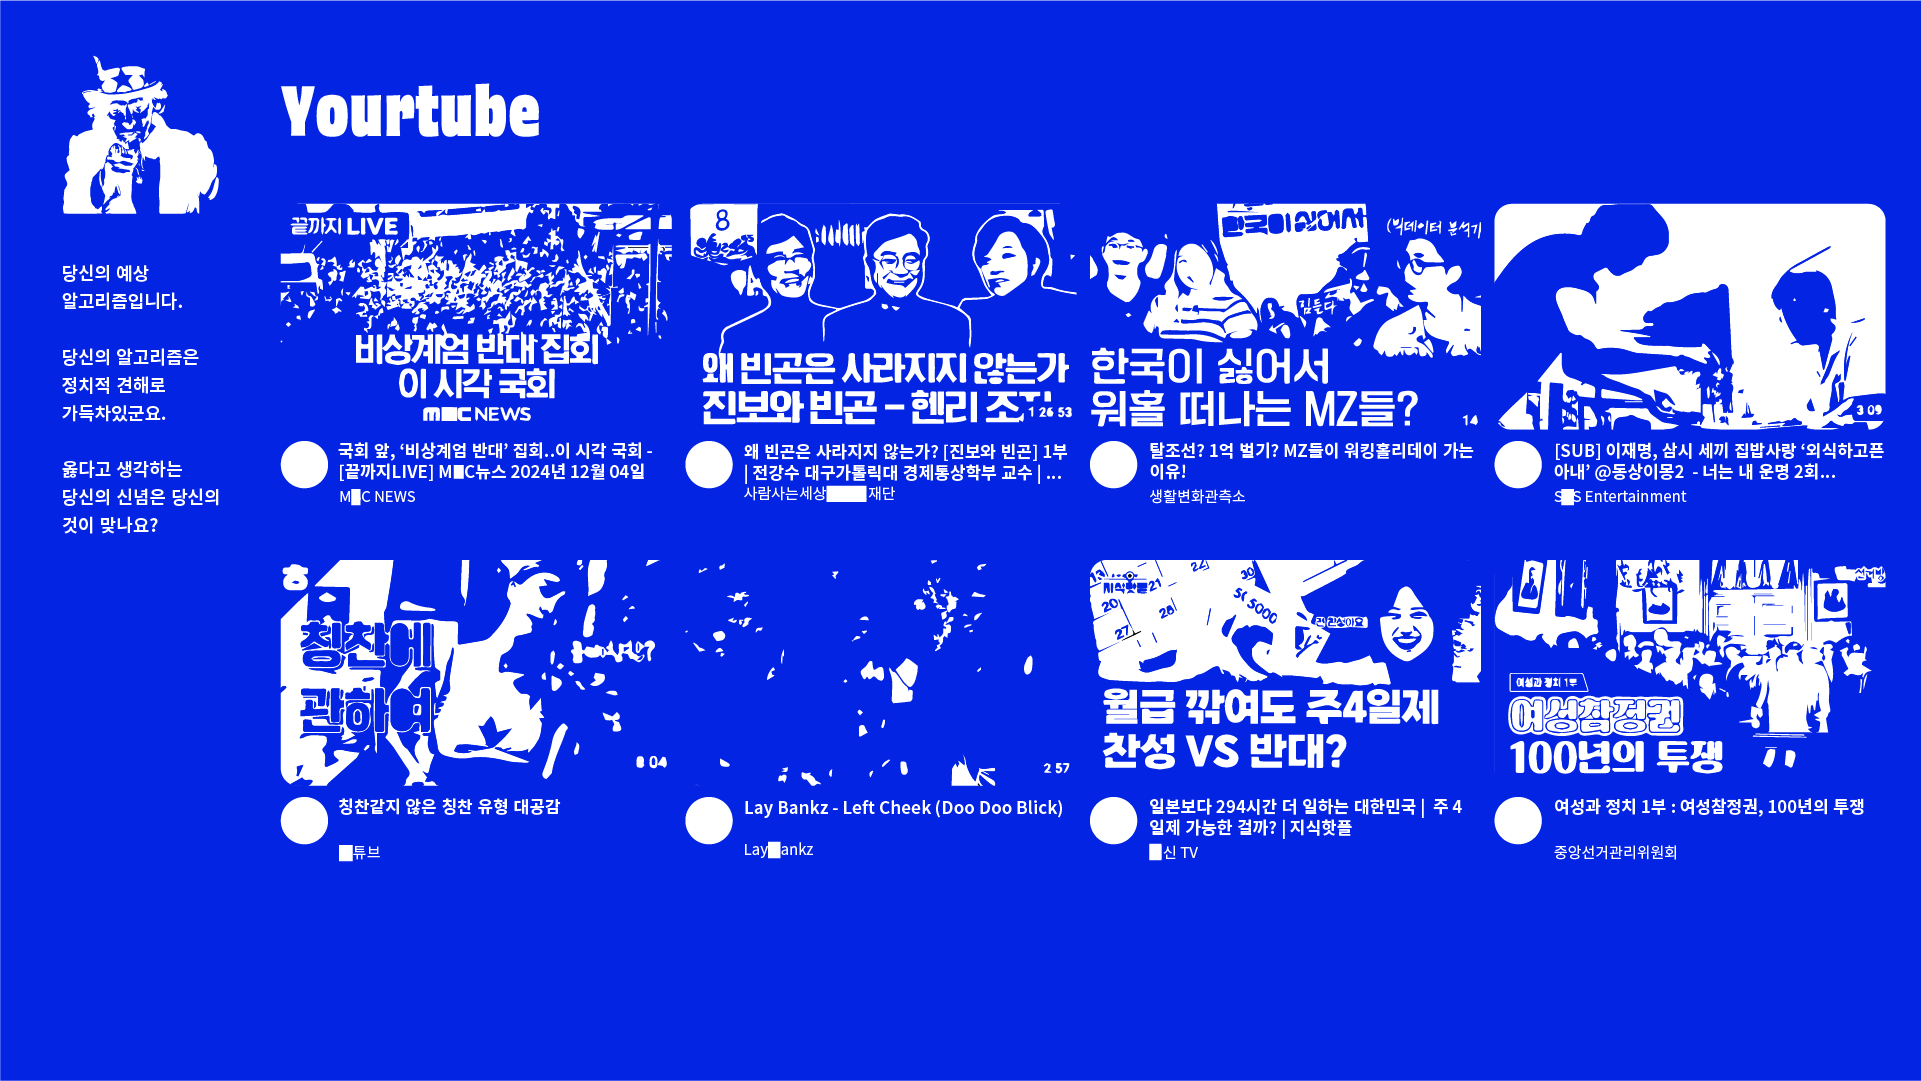 Yourtube
당신의 예상
알고리즘입니다.
당신의 알고리즘은
정치적 견해로
가득차있군요.
옳다고 생각하는
당신의 신념은 당신의
것이 맞나요?
끝까지 LIVE
비상계엄 반대 집회
이 시각 국회
M■C NEWS
국회 앞, ‘비상계엄 반대’ 집회..이 시각 국회 -
[끝까지LIVE] M■C뉴스 2024년 12월 04일
M■C NEWS
8
왜 빈곤은 사라지지 않는가
진보와 빈곤 – 헨리 조지
1 26 53
왜 빈곤은 사라지지 않는가? [진보와 빈곤] 1부
| 전강수 대구가톨릭대 경제통상학부 교수 | ...
사람사는세상■■■재단
한국이 싫어서
(빅데이터 분석가
힘들다
한국이 싫어서
워홀 떠나는 MZ들?
14
탈조선? 1억 벌기? MZ들이 워킹홀리데이 가는
이유!
생활변화관측소
3 09
[SUB] 이재명, 삼시 세끼 집밥사랑 ‘외식하고픈
아내’ @동상이몽2 - 너는 내 운명 2회...
S■S Entertainment
칭찬에
관하여
8 04
칭찬같지 않은 칭찬 유형 대공감
■튜브
2 57
Lay Bankz - Left Cheek (Doo Doo Blick)
Lay■ankz
지식핫플
13
20
21
22
27
28
30
5000
월급 깎여도 주4일제
찬성 VS 반대?
일본보다 294시간 더 일하는 대한민국 | 주 4
일제 가능한 걸까? | 지식핫플
■신 TV
여성과 정치 1부
여성참정권
100년의 투쟁
여성과 정치 1부 : 여성참정권, 100년의 투쟁
중앙선거관리위원회